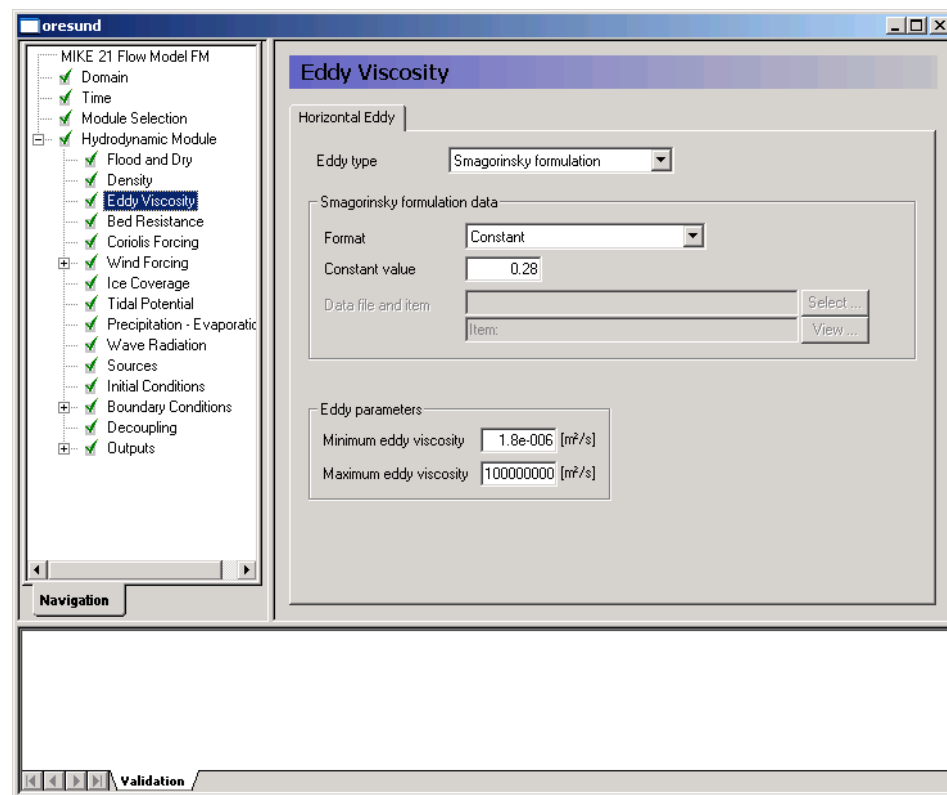 oresund
MIKE 21 Flow Model FM
Domain
Time
Module Selection
Hydrodynamic Module
Flood and Dry
Density
Eddy Viscosity
Bed Resistance
Coriolis Forcing
Wind Forcing
Ice Coverage
Tidal Potential
Precipitation - Evaporatic
Wave Radiation
Sources
Initial Conditions
Boundary Conditions
Decoupling
Outputs
Navigation
Eddy Viscosity
Horizontal Eddy
Eddy type Smagorinsky formulation
Smagorinsky formulation data
Format Constant
Constant value 0.28
Data file and item Select ...
Item: View ...
Eddy parameters
Minimum eddy viscosity 1.8e-006 [m²/s]
Maximum eddy viscosity 100000000 [m²/s]
Validation